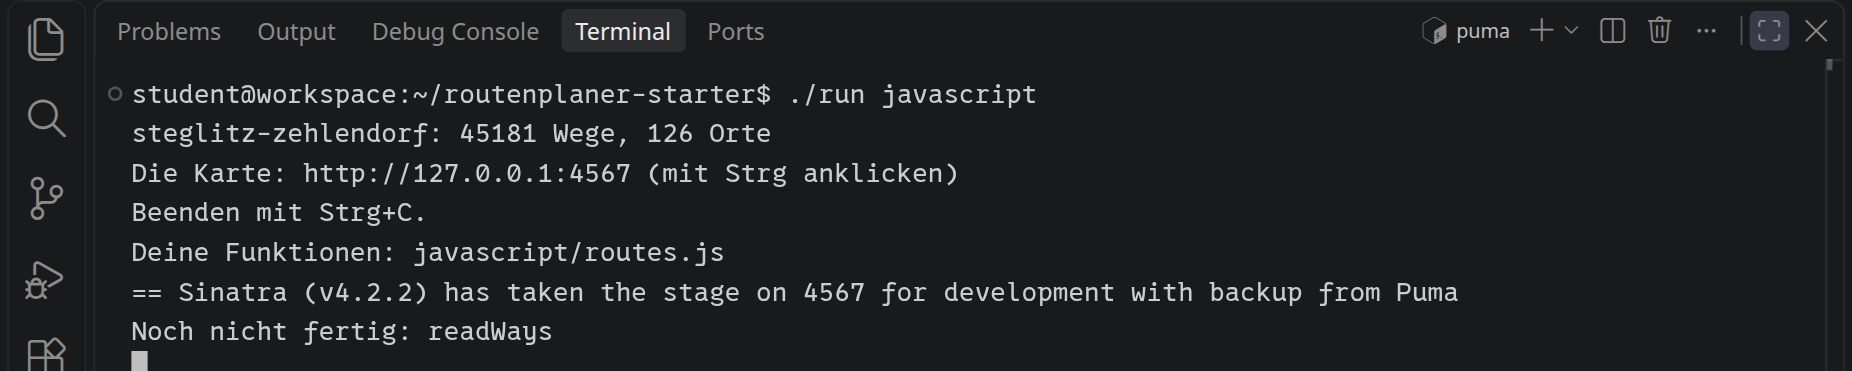 Problems Output Debug Console Terminal Ports puma
student@workspace:~/routenplaner-starter$ ./run javascript
steglitz-zehlendorf: 45181 Wege, 126 Orte
Die Karte: http://127.0.0.1:4567 (mit Strg anklicken)
Beenden mit Strg+C.
Deine Funktionen: javascript/routes.js
== Sinatra (v4.2.2) has taken the stage on 4567 for development with backup from Puma
Noch nicht fertig: readWays